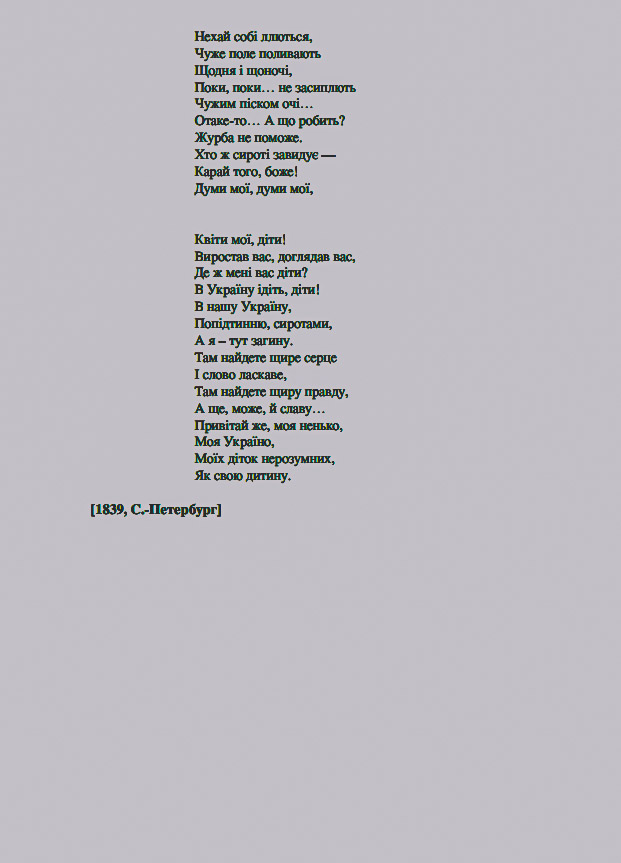 Нехай собі ллються,
Чуже поле поливають
Щодня і щоночі,
Поки, поки… не засиплють
Чужим піском очі…
Отаке-то… А що робить?
Журба не поможе.
Хто ж сироті завидує —
Карай того, боже!
Думи мої, думи мої,
Квіти мої, діти!
Виростав вас, доглядав вас,
Де ж мені вас діти?
В Україну ідіть, діти!
В нашу Україну,
Попідтинню, сиротами,
А я – тут загину.
Там найдете щире серце
І слово ласкаве,
Там найдете щиру правду,
А ще, може, й славу…
Привітай же, моя ненько,
Моя Україно,
Моїх діток нерозумних,
Як свою дитину.
[1839, С.-Петербург]